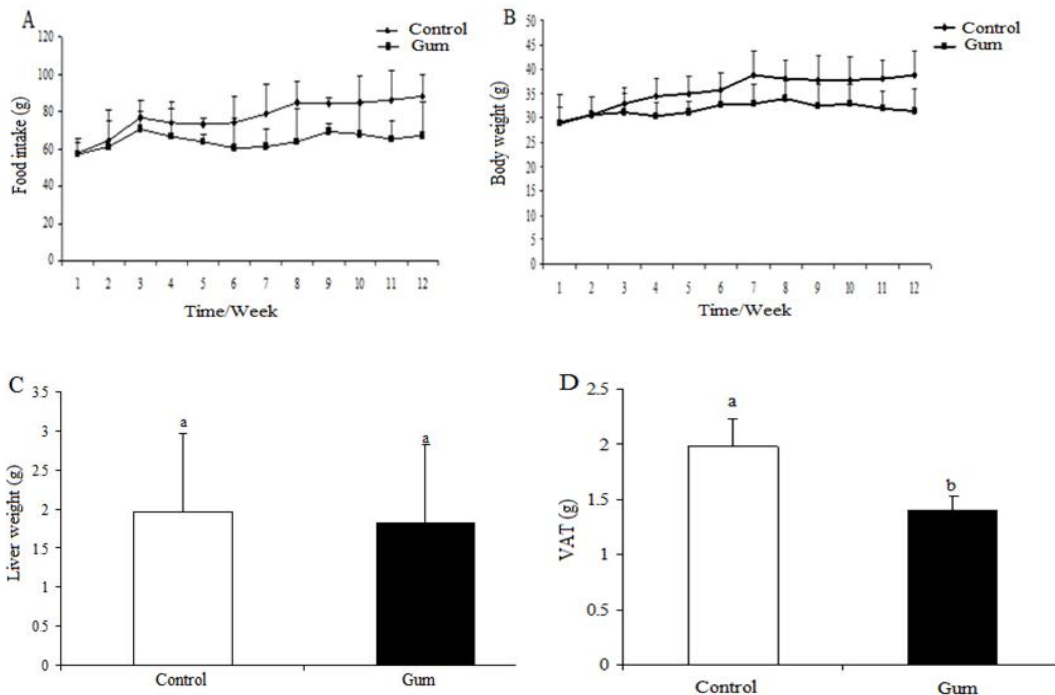 A
Control
Gum
Food intake (g)
120
100
80
60
40
20
0
1 2 3 4 5 6 7 8 9 10 11 12
Time/Week
B
Control
Gum
Body weight (g)
50
45
40
35
30
25
20
15
10
5
0
1 2 3 4 5 6 7 8 9 10 11 12
Time/Week
C
Liver weight (g)
3.5
3
2.5
2
1.5
1
0.5
0
a
a
Control Gum
D
VAT (g)
2.5
2
1.5
1
0.5
0
a
b
Control Gum